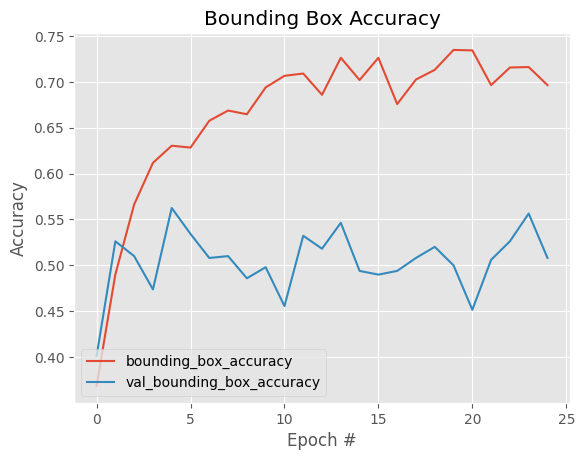 Bounding Box Accuracy
0.75
0.70
0.65
0.60
0.55
0.50
0.45
0.40
Accuracy
bounding_box_accuracy
val_bounding_box_accuracy
0 5 10 15 20 25
Epoch #